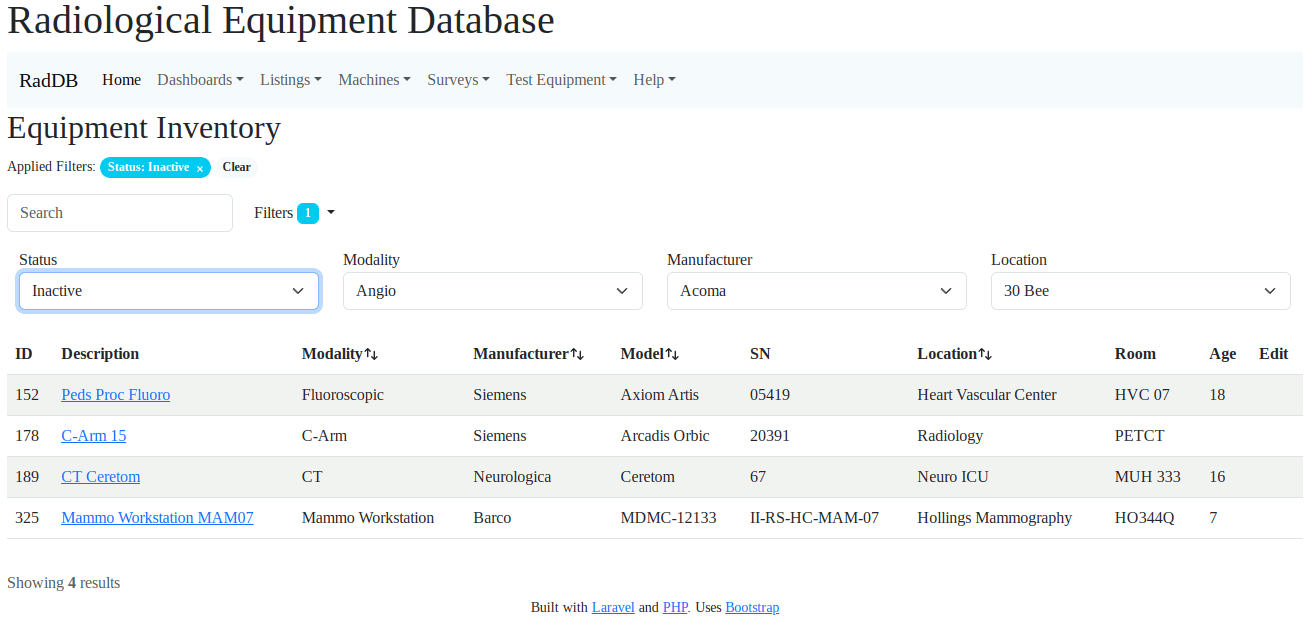 Radiological Equipment Database
RadDB Home Dashboards Listings Machines Surveys Test Equipment Help
Equipment Inventory
Applied Filters: Status: Inactive × Clear
Search Filters 1
Status Modality Manufacturer Location
Inactive Angio Acoma 30 Bee
ID Description Modality Manufacturer Model SN Location Room Age Edit
152 Peds Proc Fluoro Fluoroscopic Siemens Axiom Artis 05419 Heart Vascular Center HVC 07 18
178 C-Arm 15 C-Arm Siemens Arcadis Orbic 20391 Radiology PETCT
189 CT Ceretom CT Neurologica Ceretom 67 Neuro ICU MUH 333 16
325 Mammo Workstation MAM07 Mammo Workstation Barco MDMC-12133 II-RS-HC-MAM-07 Hollings Mammography HO344Q 7
Showing 4 results
Built with Laravel and PHP. Uses Bootstrap